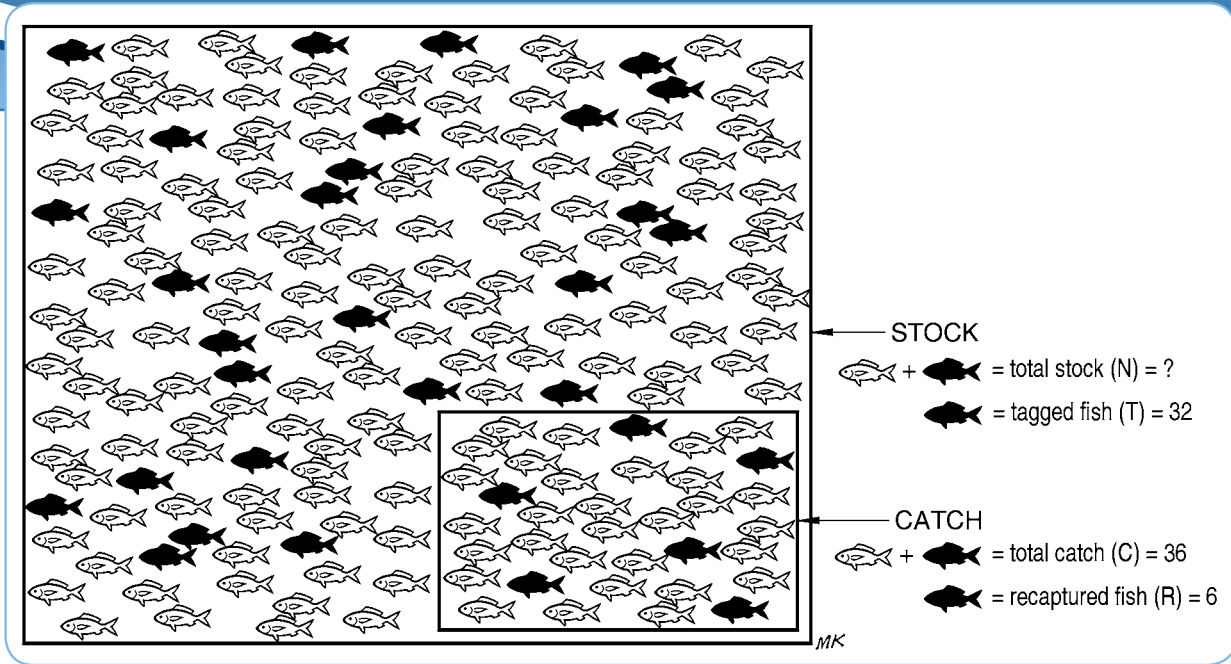 STOCK
+ = total stock (N) = ?
= tagged fish (T) = 32
CATCH
+ = total catch (C) = 36
= recaptured fish (R) = 6
MK